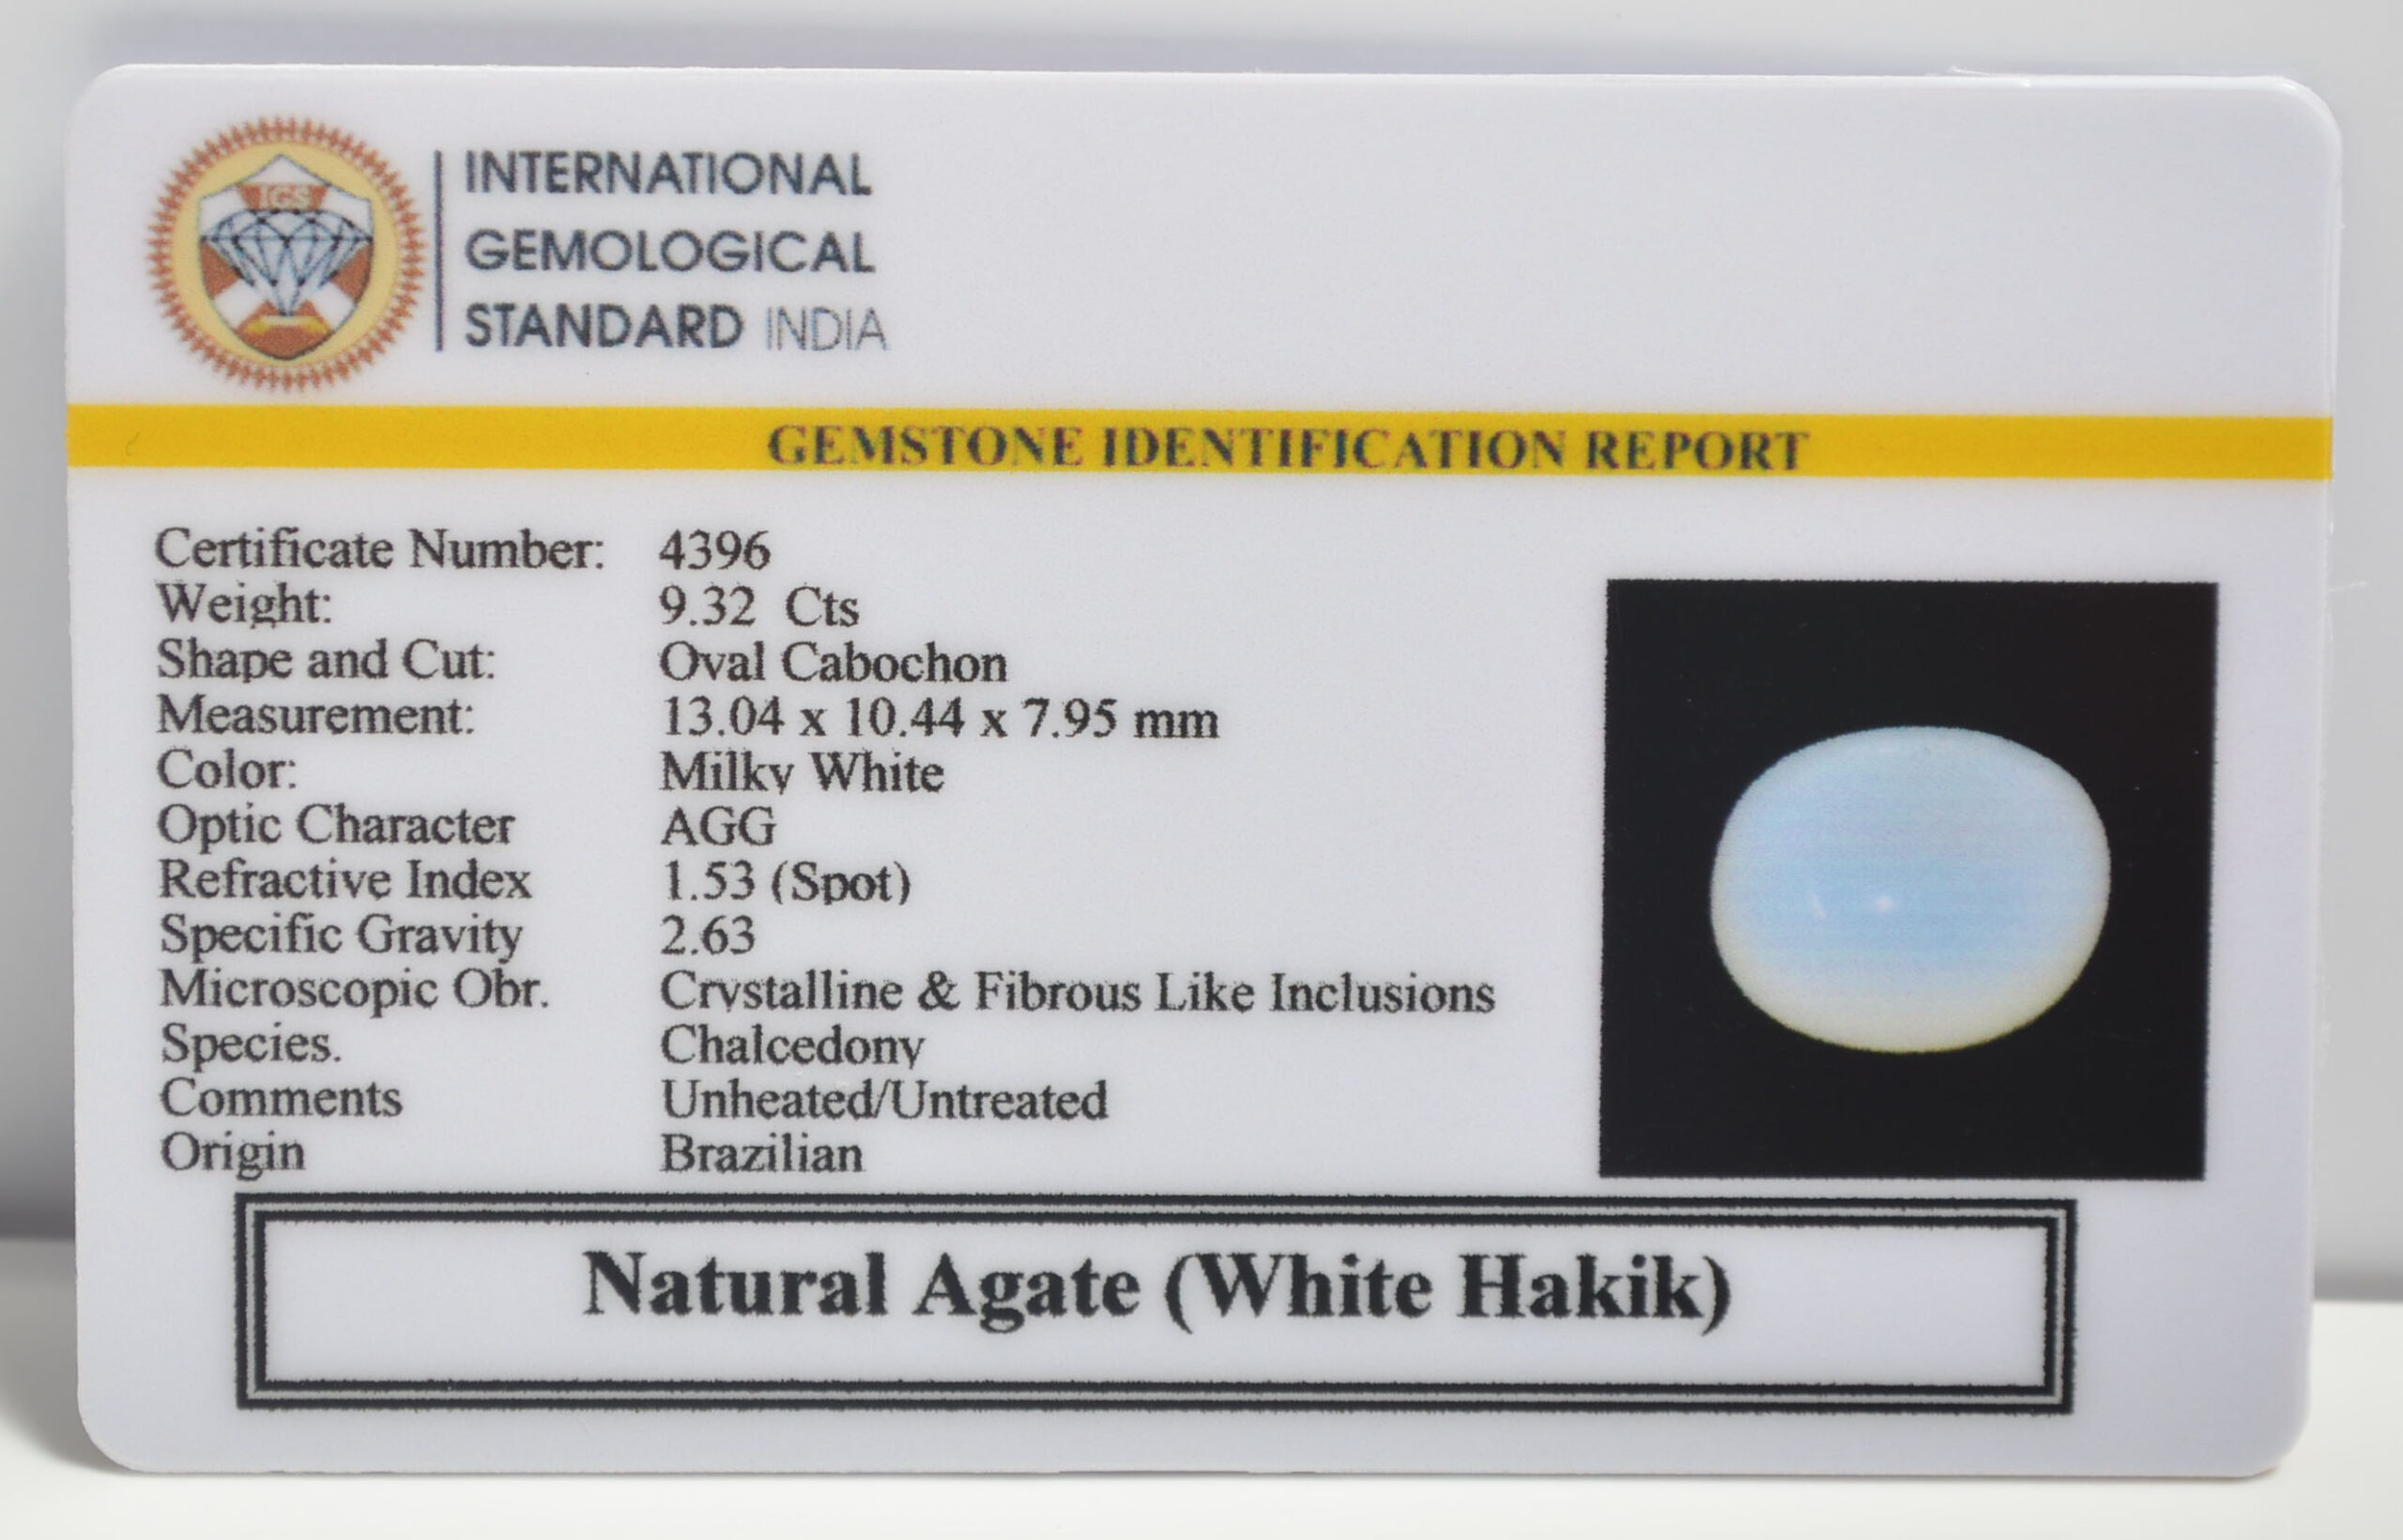 IGS
INTERNATIONAL
GEMOLOGICAL
STANDARD INDIA
GEMSTONE IDENTIFICATION REPORT
Certificate Number: 4396
Weight: 9.32 Cts
Shape and Cut: Oval Cabochon
Measurement: 13.04 x 10.44 x 7.95 mm
Color: Milky White
Optic Character AGG
Refractive Index 1.53 (Spot)
Specific Gravity 2.63
Microscopic Obr. Crystalline & Fibrous Like Inclusions
Species. Chalcedony
Comments Unheated/Untreated
Origin Brazilian
Natural Agate (White Hakik)